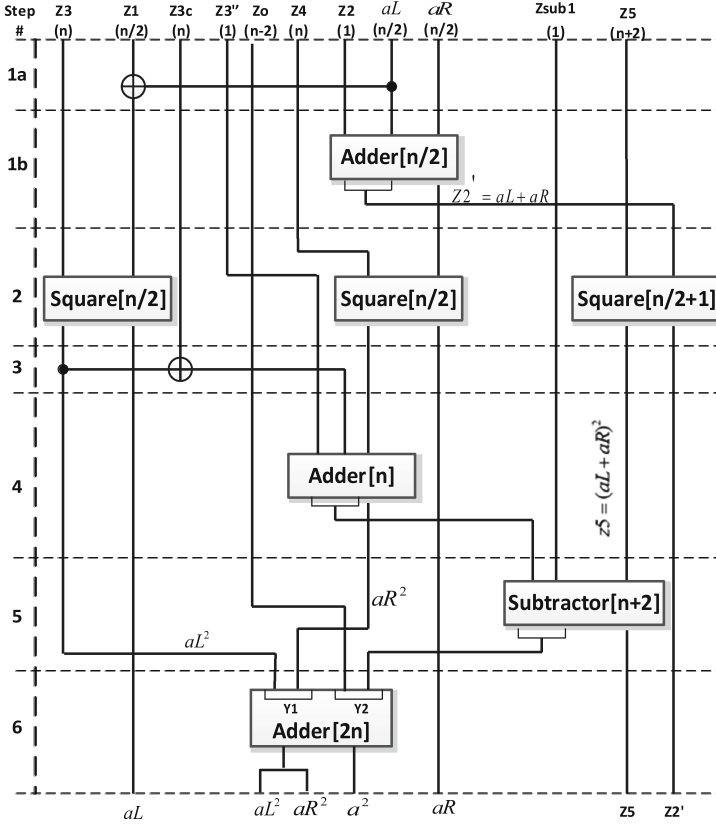 Step Z3 Z1 Z3c Z3'' Zo Z4 Z2 aL aR Zsub1 Z5
# (n) (n/2) (n) (1) (n-2) (n) (1) (n/2) (n/2) (1) (n+2)
1a
Adder[n/2]
1b
Z2' = aL + aR
2 Square[n/2] Square[n/2] Square[n/2+1]
3
z5 = (aL + aR)²
Adder[n]
4
aR² Subtractor[n+2]
5
aL²
Y1 Y2
6 Adder[2n]
aL aL² aR² a² aR Z5 Z2'